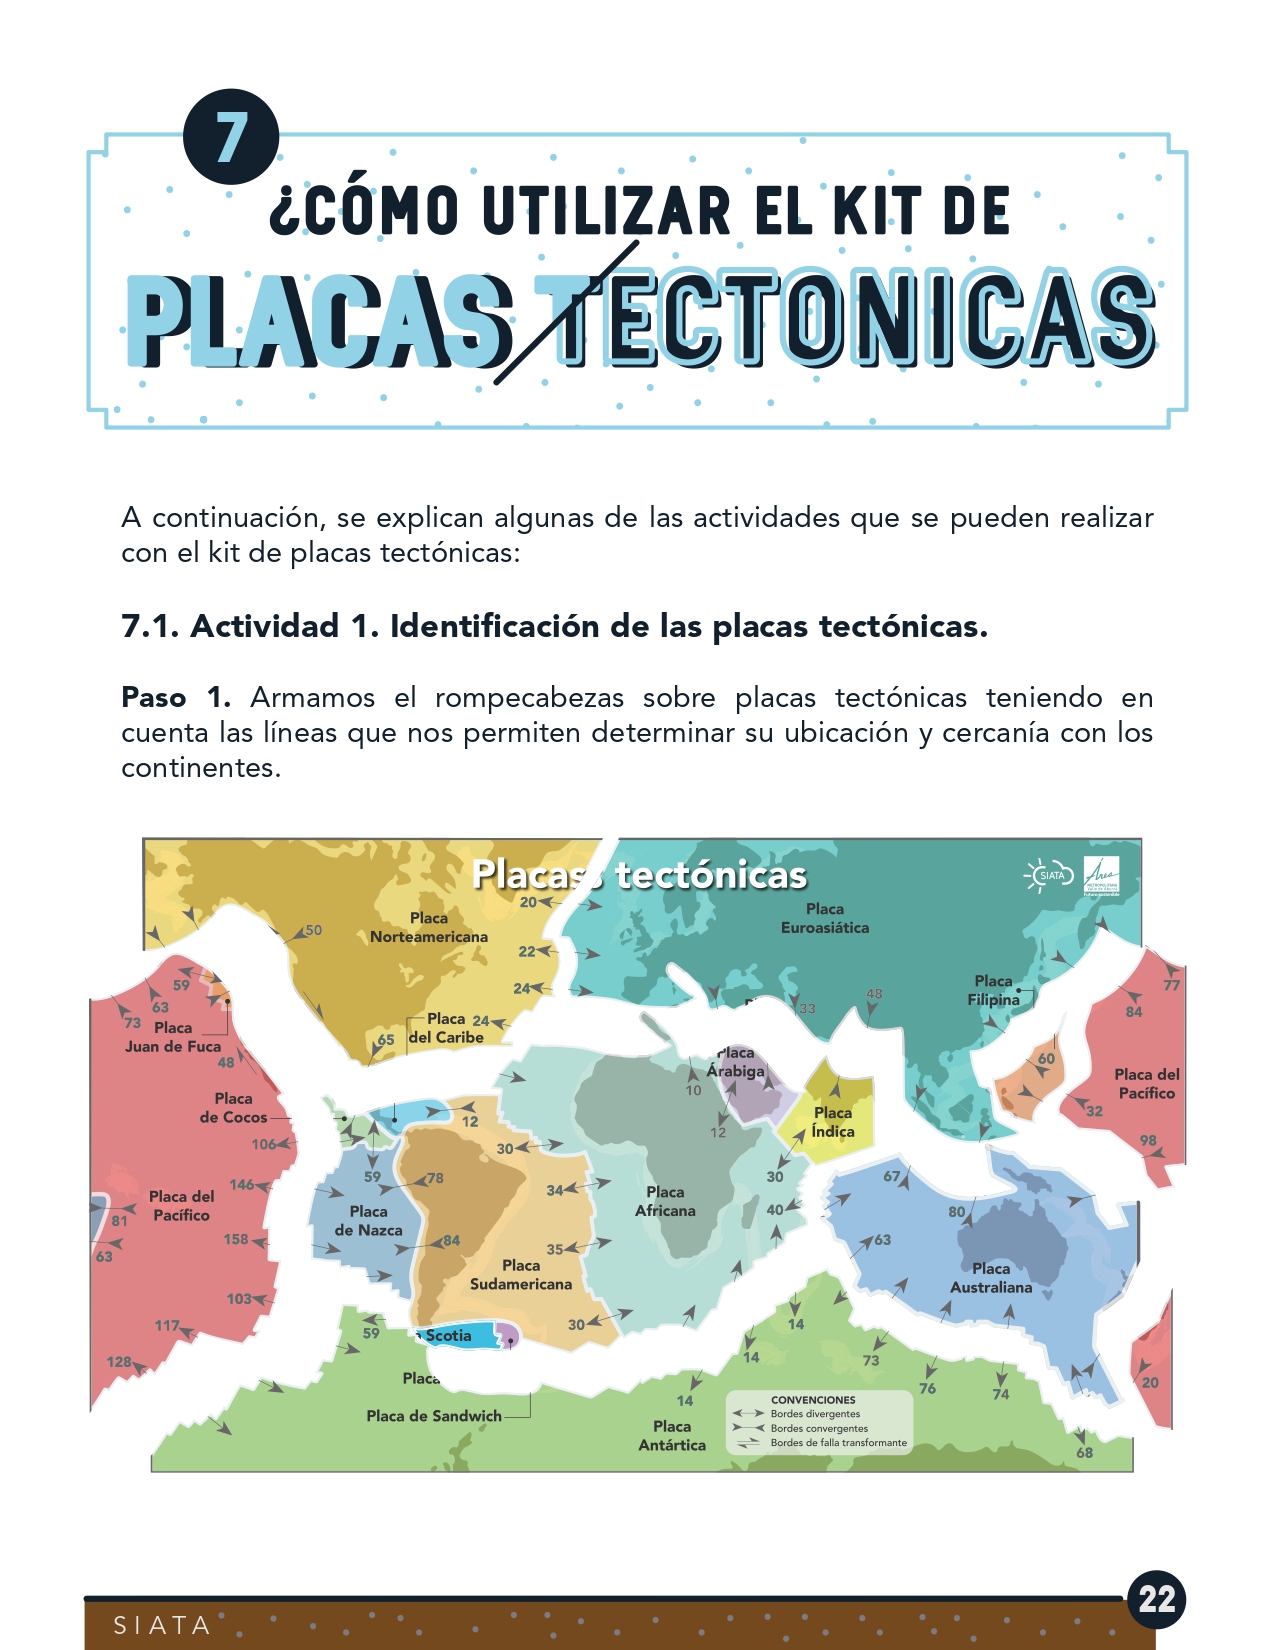 7
¿CÓMO UTILIZAR EL KIT DE
PLACAS TECTONICAS
A continuación, se explican algunas de las actividades que se pueden realizar
con el kit de placas tectónicas:
7.1. Actividad 1. Identificación de las placas tectónicas.
Paso 1. Armamos el rompecabezas sobre placas tectónicas teniendo en
cuenta las líneas que nos permiten determinar su ubicación y cercanía con los
continentes.
Placas tectónicas
SIATA
Área
METROPOLITANA
20
Placa
Norteamericana
50
22
24
Placa
del Caribe
24
65
Placa
Euroasiática
Placa
Filipina
33
48
77
84
59
63
73
Placa
Juan de Fuca
48
Placa
de Cocos
106
146
Placa del
Pacífico
81
63
158
103
117
128
Placa
Árabiga
10
12
Placa
Índica
60
Placa del
Pacífico
32
98
12
30
59
78
34
Placa
de Nazca
84
35
Placa
Sudamericana
30
Placa
Africana
30
40
67
80
63
Placa
Australiana
59
Scotia
Placa
Placa de Sandwich
14
14
14
73
76
74
20
68
Placa
Antártica
CONVENCIONES
Bordes divergentes
Bordes convergentes
Bordes de falla transformante
SIATA
22